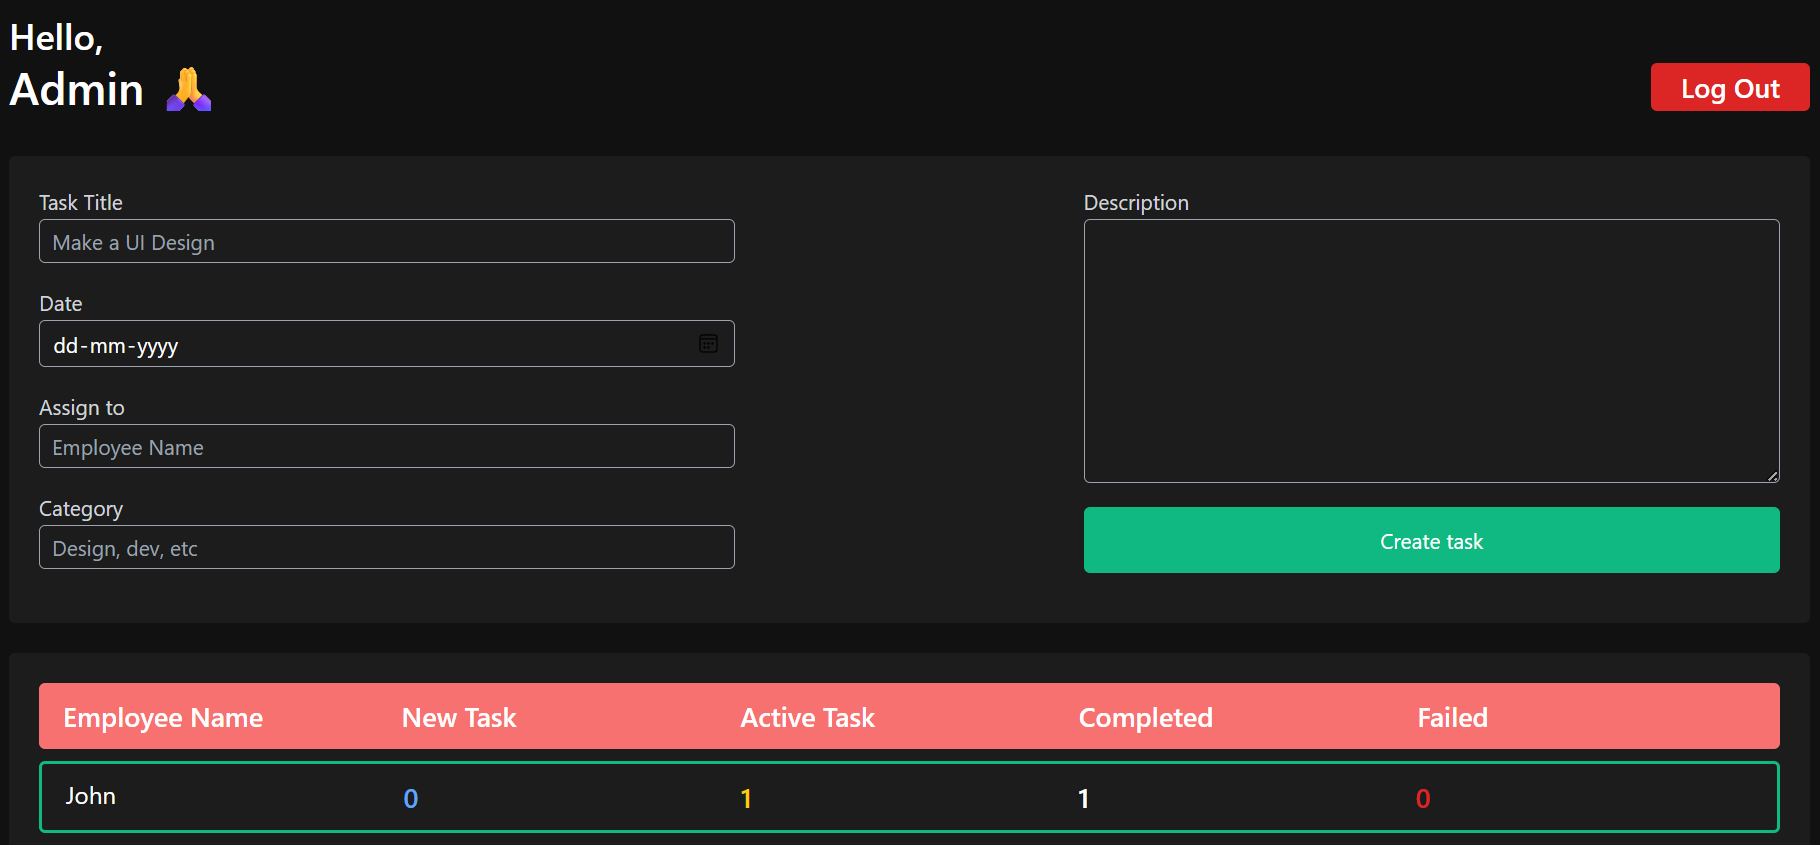 Hello,
Admin 🙏
Log Out
Task Title
Make a UI Design
Date
dd-mm-yyyy
Assign to
Employee Name
Category
Design, dev, etc
Description
Create task
Employee Name New Task Active Task Completed Failed
John 0 1 1 0